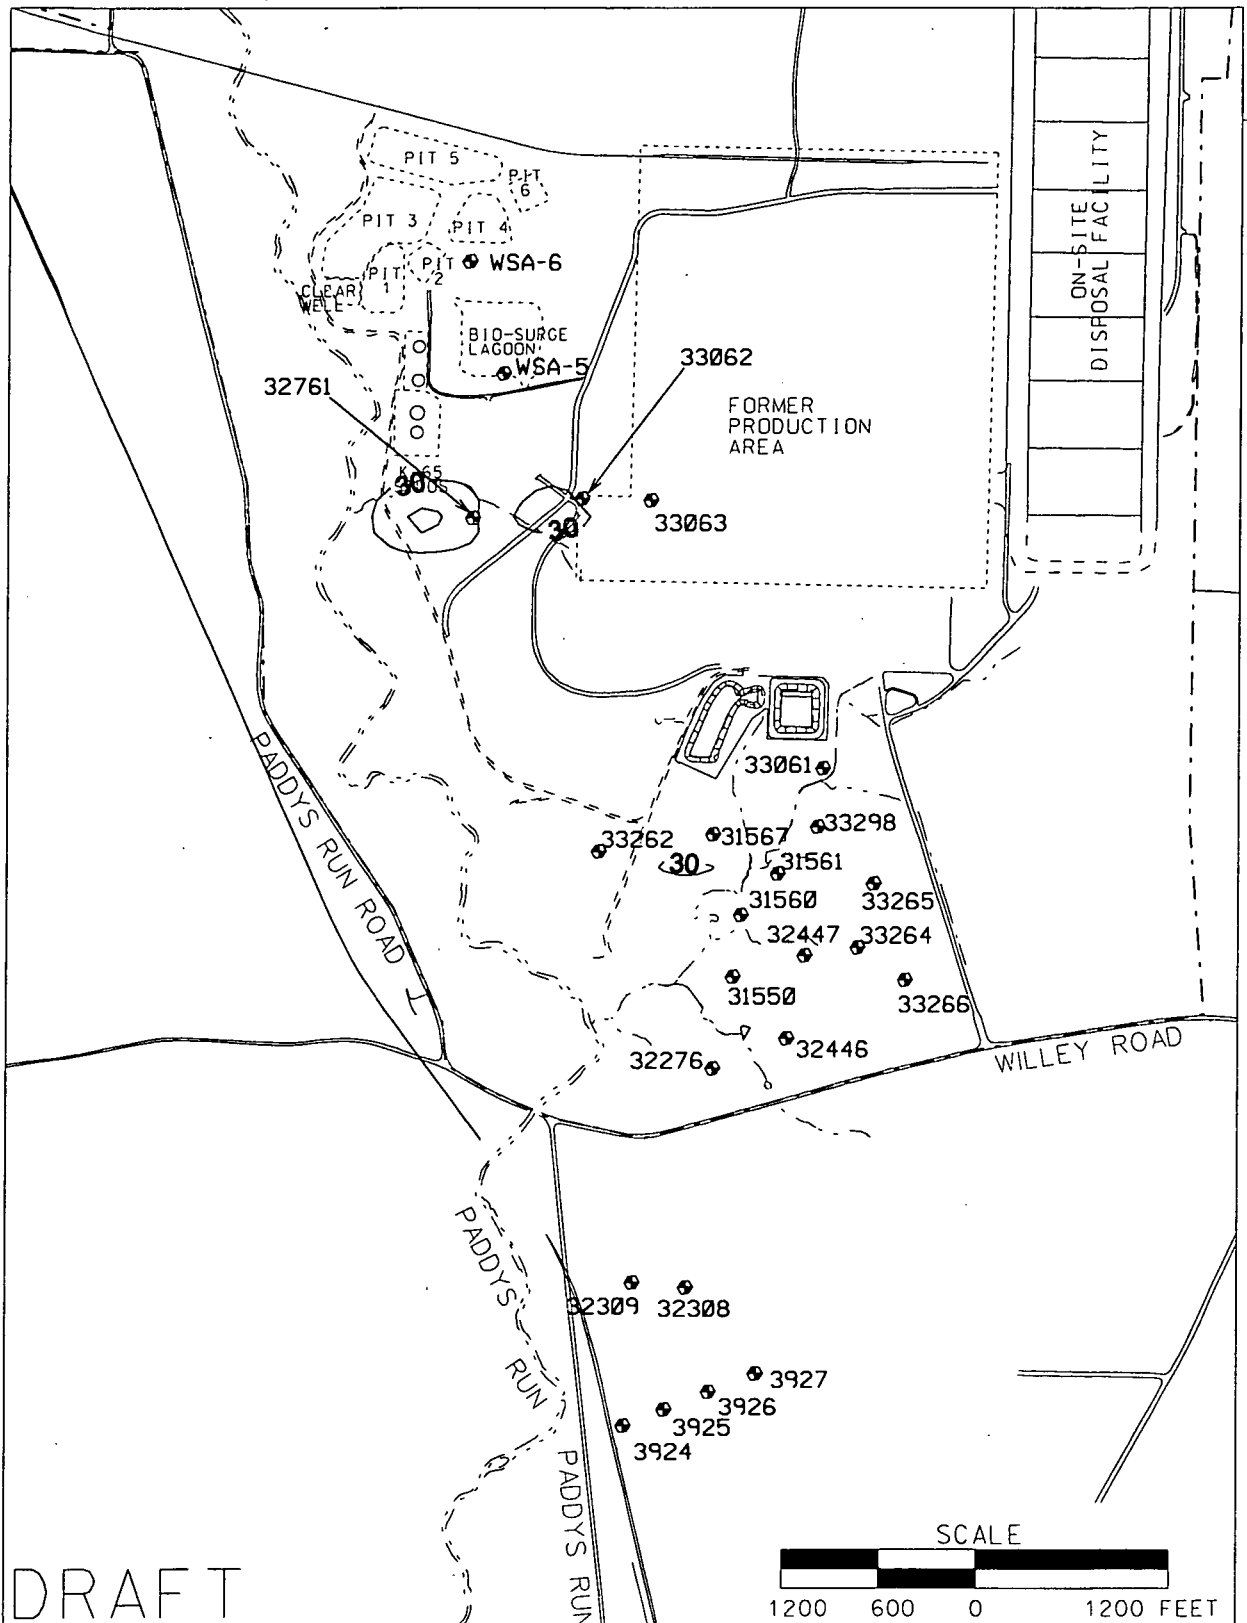 PIT 5
PIT
6
PIT 3
PIT 4
PIT
1
PIT
2
WSA-6
CLEAR
WELL
BIO-SURGE
LAGOON
WSA-5
33062
32761
FORMER
PRODUCTION
AREA
ON-SITE
DISPOSAL FACILITY
30
30
33063
33061
33298
31567
33262
30
31561
31560
33265
32447
33264
31550
33266
32446
32276
PADDYS RUN ROAD
WILLEY ROAD
PADDYS RUN
32309
32308
3927
3926
3925
3924
PADDYS RUN
SCALE
1200 600 0 1200 FEET
DRAFT